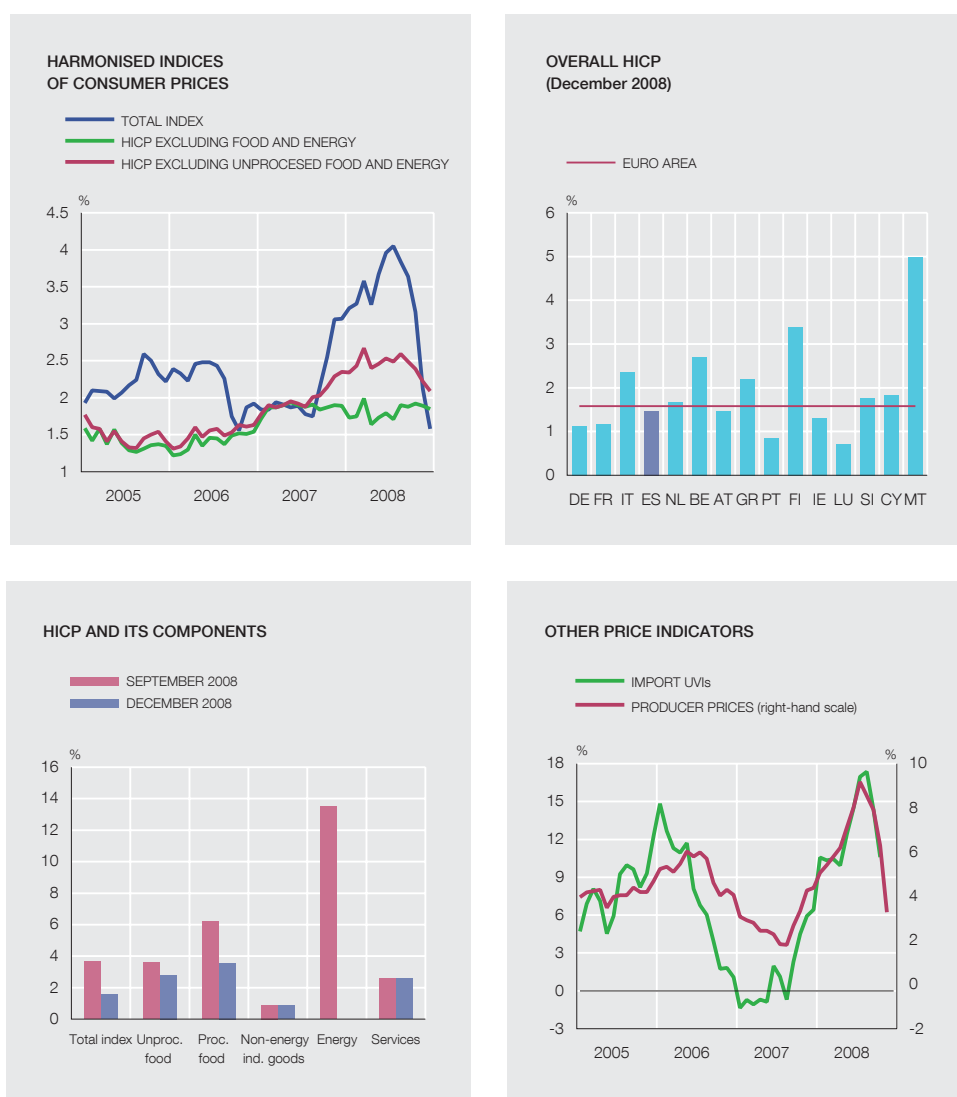 HARMONISED INDICES
OF CONSUMER PRICES
TOTAL INDEX
HICP EXCLUDING FOOD AND ENERGY
HICP EXCLUDING UNPROCESED FOOD AND ENERGY
%
4.5
4
3.5
3
2.5
2
1.5
1
2005 2006 2007 2008
OVERALL HICP
(December 2008)
EURO AREA
%
6
5
4
3
2
1
0
DE FR IT ES NL BE AT GR PT FI IE LU SI CY MT
HICP AND ITS COMPONENTS
SEPTEMBER 2008
DECEMBER 2008
%
16
14
12
10
8
6
4
2
0
Total index Unproc. Proc. Non-energy Energy Services
food food ind. goods
OTHER PRICE INDICATORS
IMPORT UVIs
PRODUCER PRICES (right-hand scale)
% %
18 10
15
8
12
6
9
4
6
2
3
0 0
-3 -2
2005 2006 2007 2008